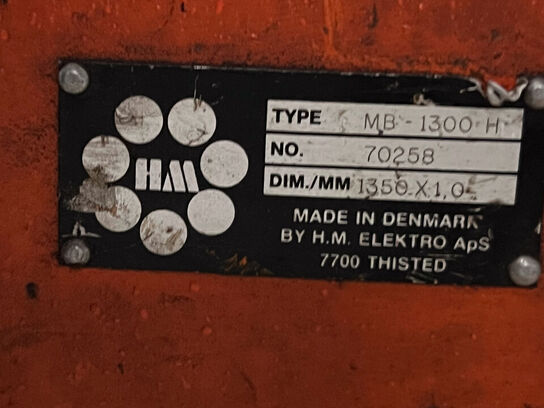 HM
TYPE MB-1300 H
NO. 70258
DIM./MM 1350 X 1,0
MADE IN DENMARK
BY H.M. ELEKTRO ApS
7700 THISTED